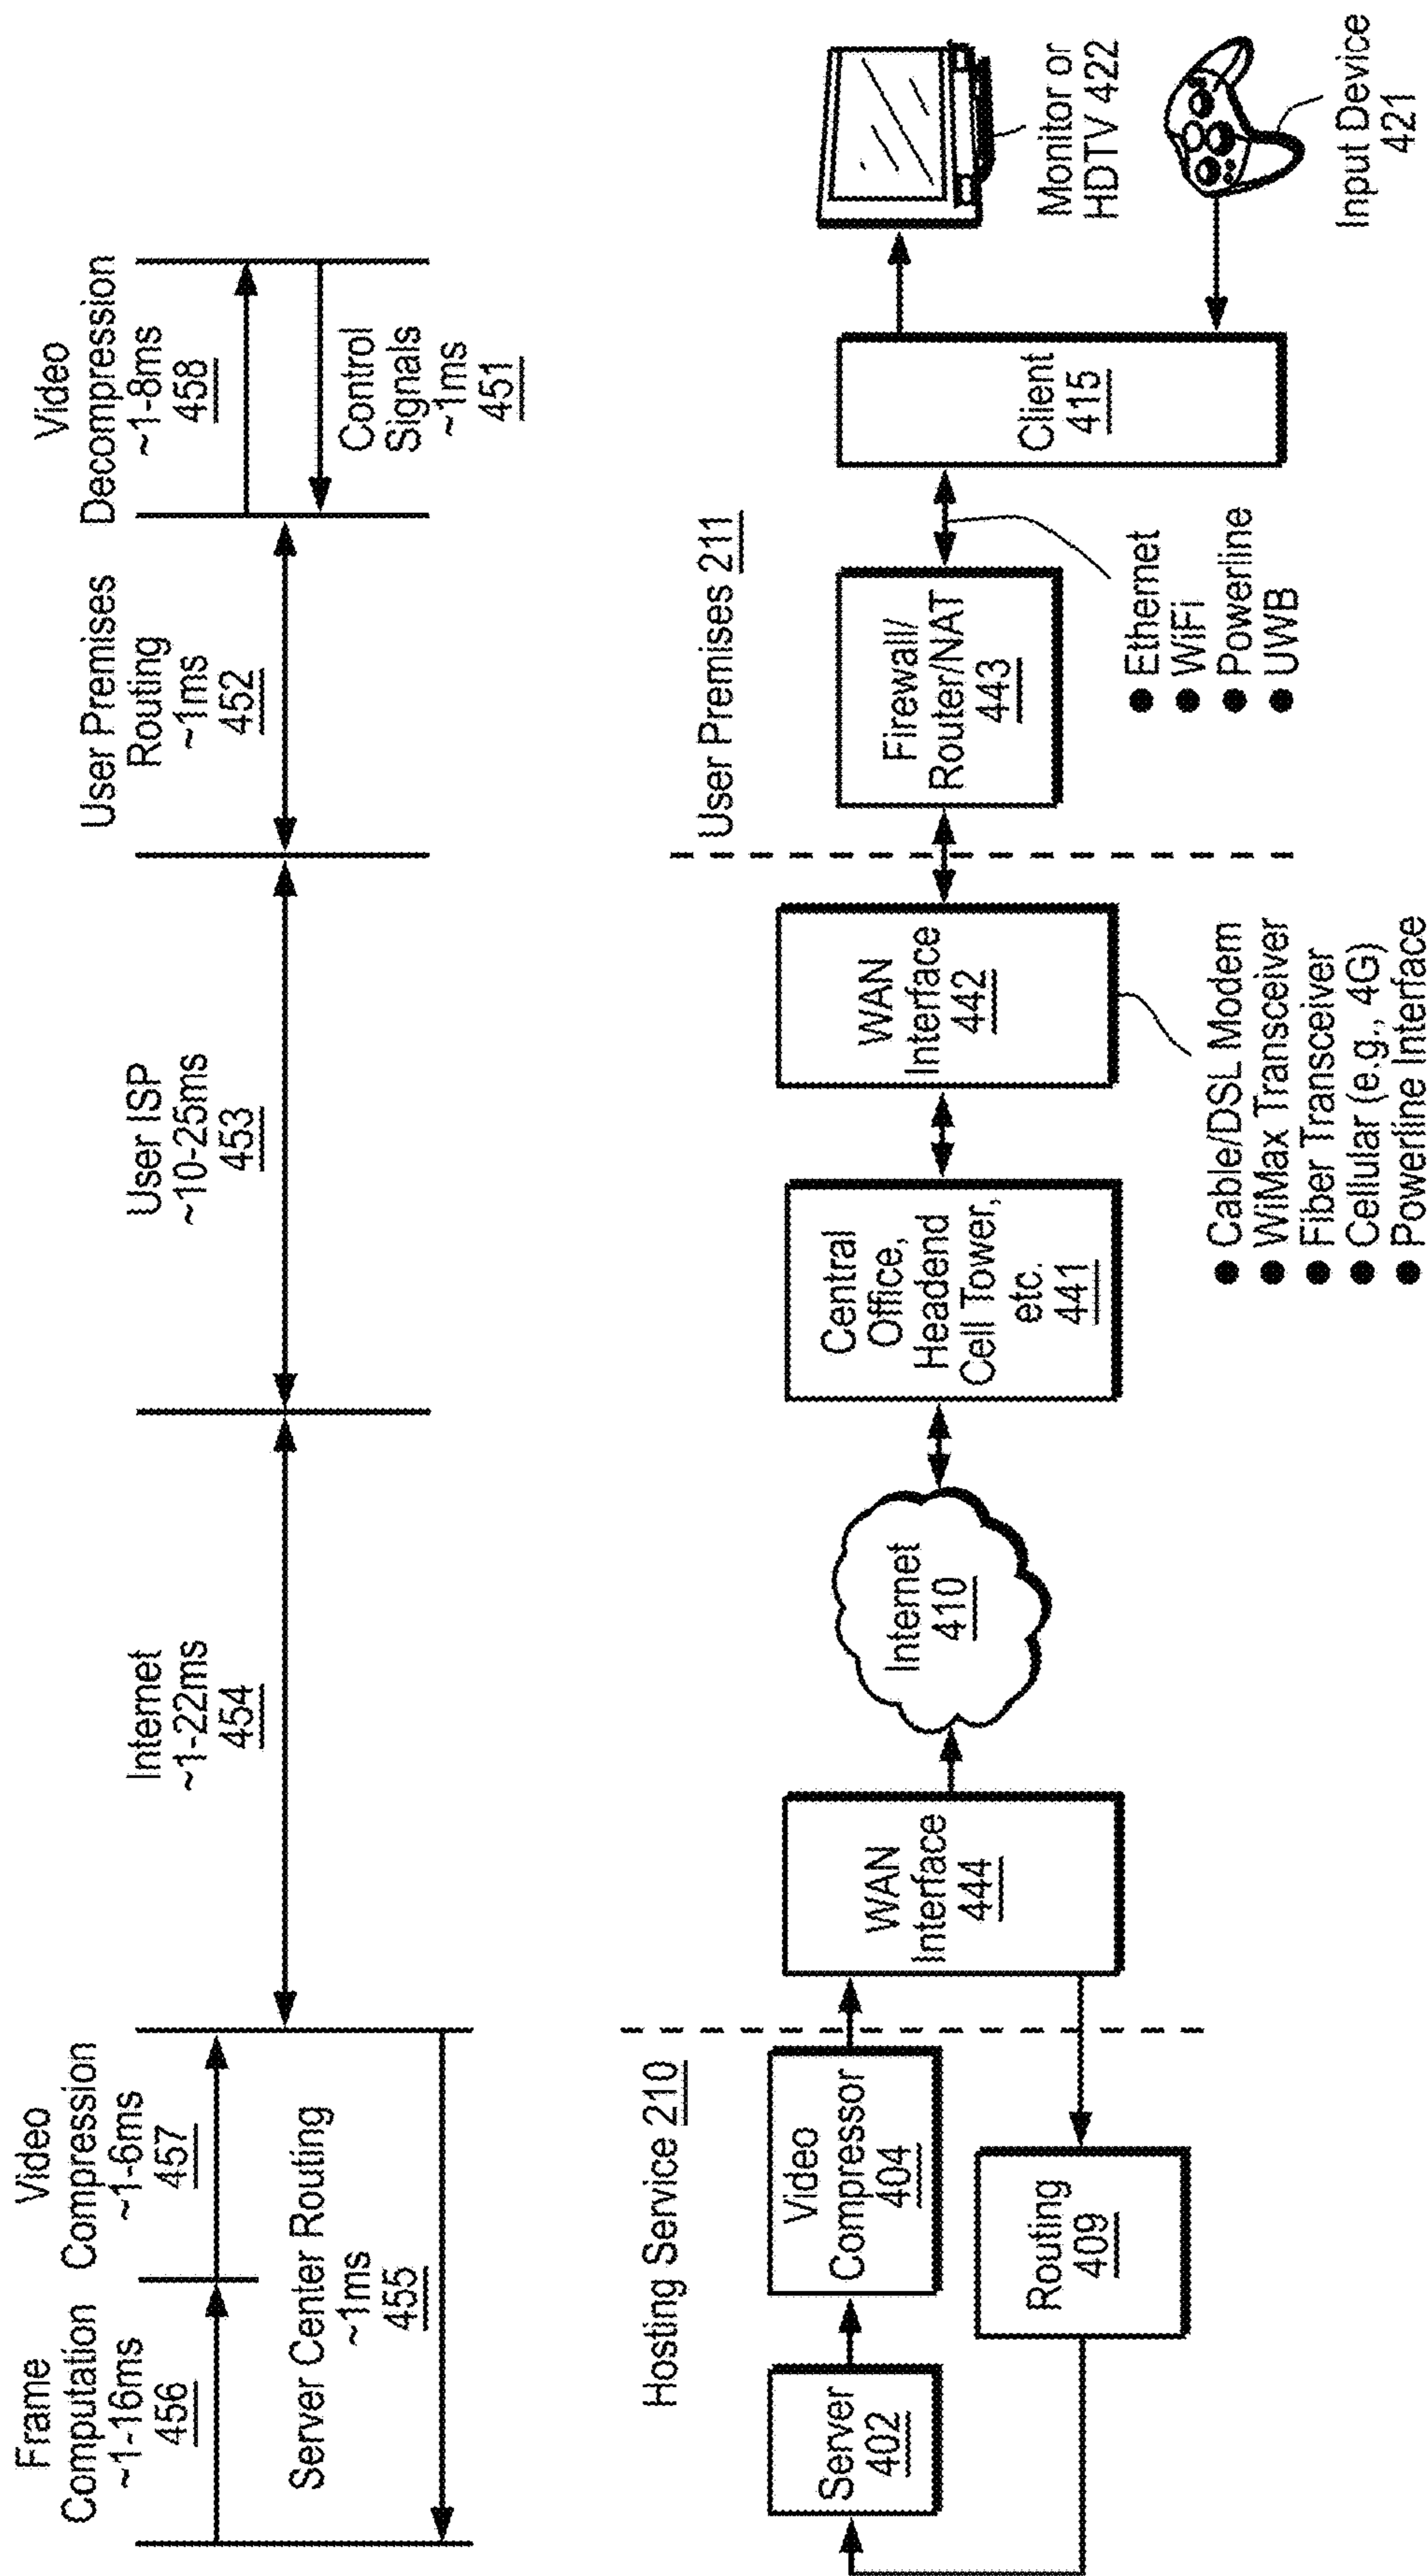 Frame
Computation
~1-16ms
456
Video
Compression
~1-6ms
457
Server Center Routing
~1ms
455
Internet
~1-22ms
454
User ISP
~10-25ms
453
User Premises
Routing
~1ms
452
Video
Decompression
~1-8ms
458
Control
Signals
~1ms
451
Hosting Service 210
Server
402
Video
Compressor
404
Routing
409
WAN
Interface
444
Internet
410
Central
Office,
Headend
Cell Tower,
etc.
441
WAN
Interface
442
● Cable/DSL Modem
● WiMax Transceiver
● Fiber Transceiver
● Cellular (e.g., 4G)
● Powerline Interface
User Premises 211
Firewall/
Router/NAT
443
● Ethernet
● WiFi
● Powerline
● UWB
Client
415
Monitor or
HDTV 422
Input Device
421